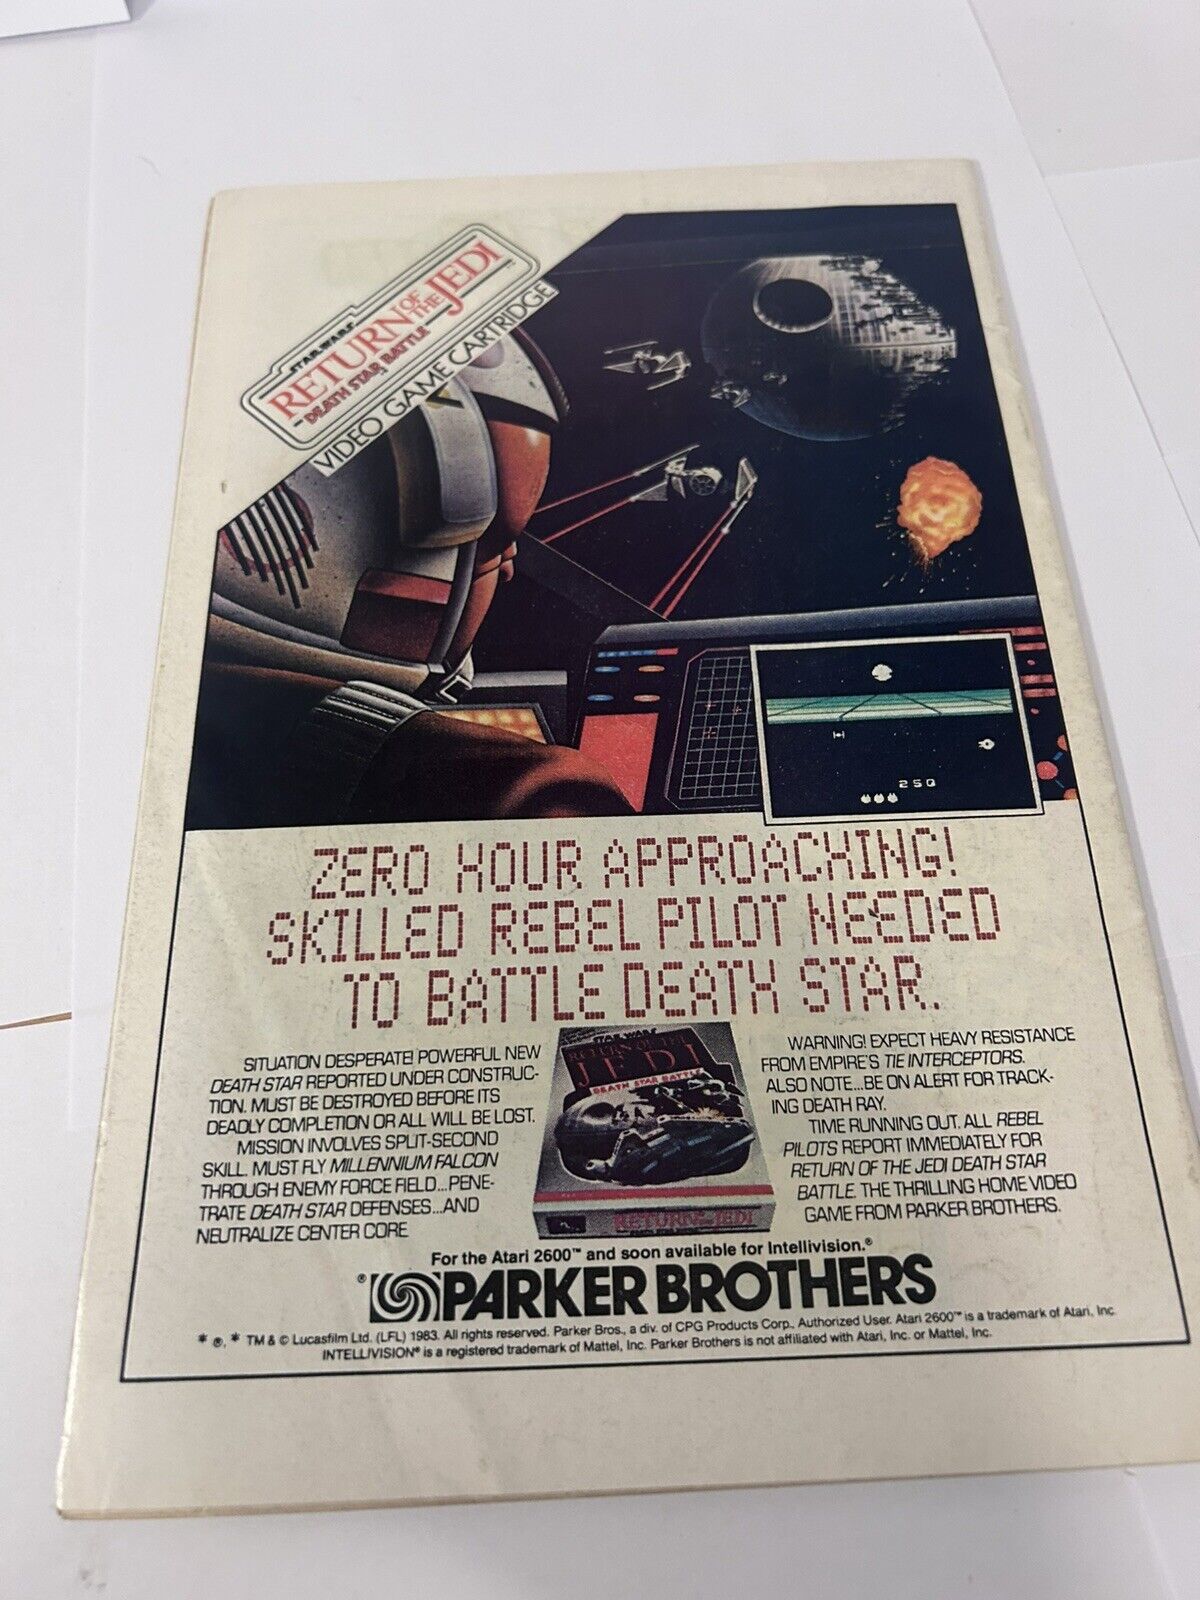 STAR WARS
RETURN OF THE JEDI™
DEATH STAR BATTLE
VIDEO GAME CARTRIDGE
250
ZERO HOUR APPROACHING!
SKILLED REBEL PILOT NEEDED
TO BATTLE DEATH STAR.
SITUATION DESPERATE! POWERFUL NEW
DEATH STAR REPORTED UNDER CONSTRUC-
TION. MUST BE DESTROYED BEFORE ITS
DEADLY COMPLETION OR ALL WILL BE LOST.
MISSION INVOLVES SPLIT-SECOND
SKILL. MUST FLY MILLENNIUM FALCON
THROUGH ENEMY FORCE FIELD...PENE-
TRATE DEATH STAR DEFENSES...AND
NEUTRALIZE CENTER CORE.
STAR WARS
RETURN OF THE
JEDI
DEATH STAR BATTLE
RETURN OF THE JEDI
WARNING! EXPECT HEAVY RESISTANCE
FROM EMPIRE'S TIE INTERCEPTORS.
ALSO NOTE...BE ON ALERT FOR TRACK-
ING DEATH RAY.
TIME RUNNING OUT. ALL REBEL
PILOTS REPORT IMMEDIATELY FOR
RETURN OF THE JEDI DEATH STAR
BATTLE. THE THRILLING HOME VIDEO
GAME FROM PARKER BROTHERS.
For the Atari 2600™ and soon available for Intellivision.®
® PARKER BROTHERS
* ®, * TM & © Lucasfilm Ltd. (LFL) 1983. All rights reserved. Parker Bros., a div. of CPG Products Corp., Authorized User. Atari 2600™ is a trademark of Atari, Inc.
INTELLIVISION® is a registered trademark of Mattel, Inc. Parker Brothers is not affiliated with Atari, Inc. or Mattel, Inc.